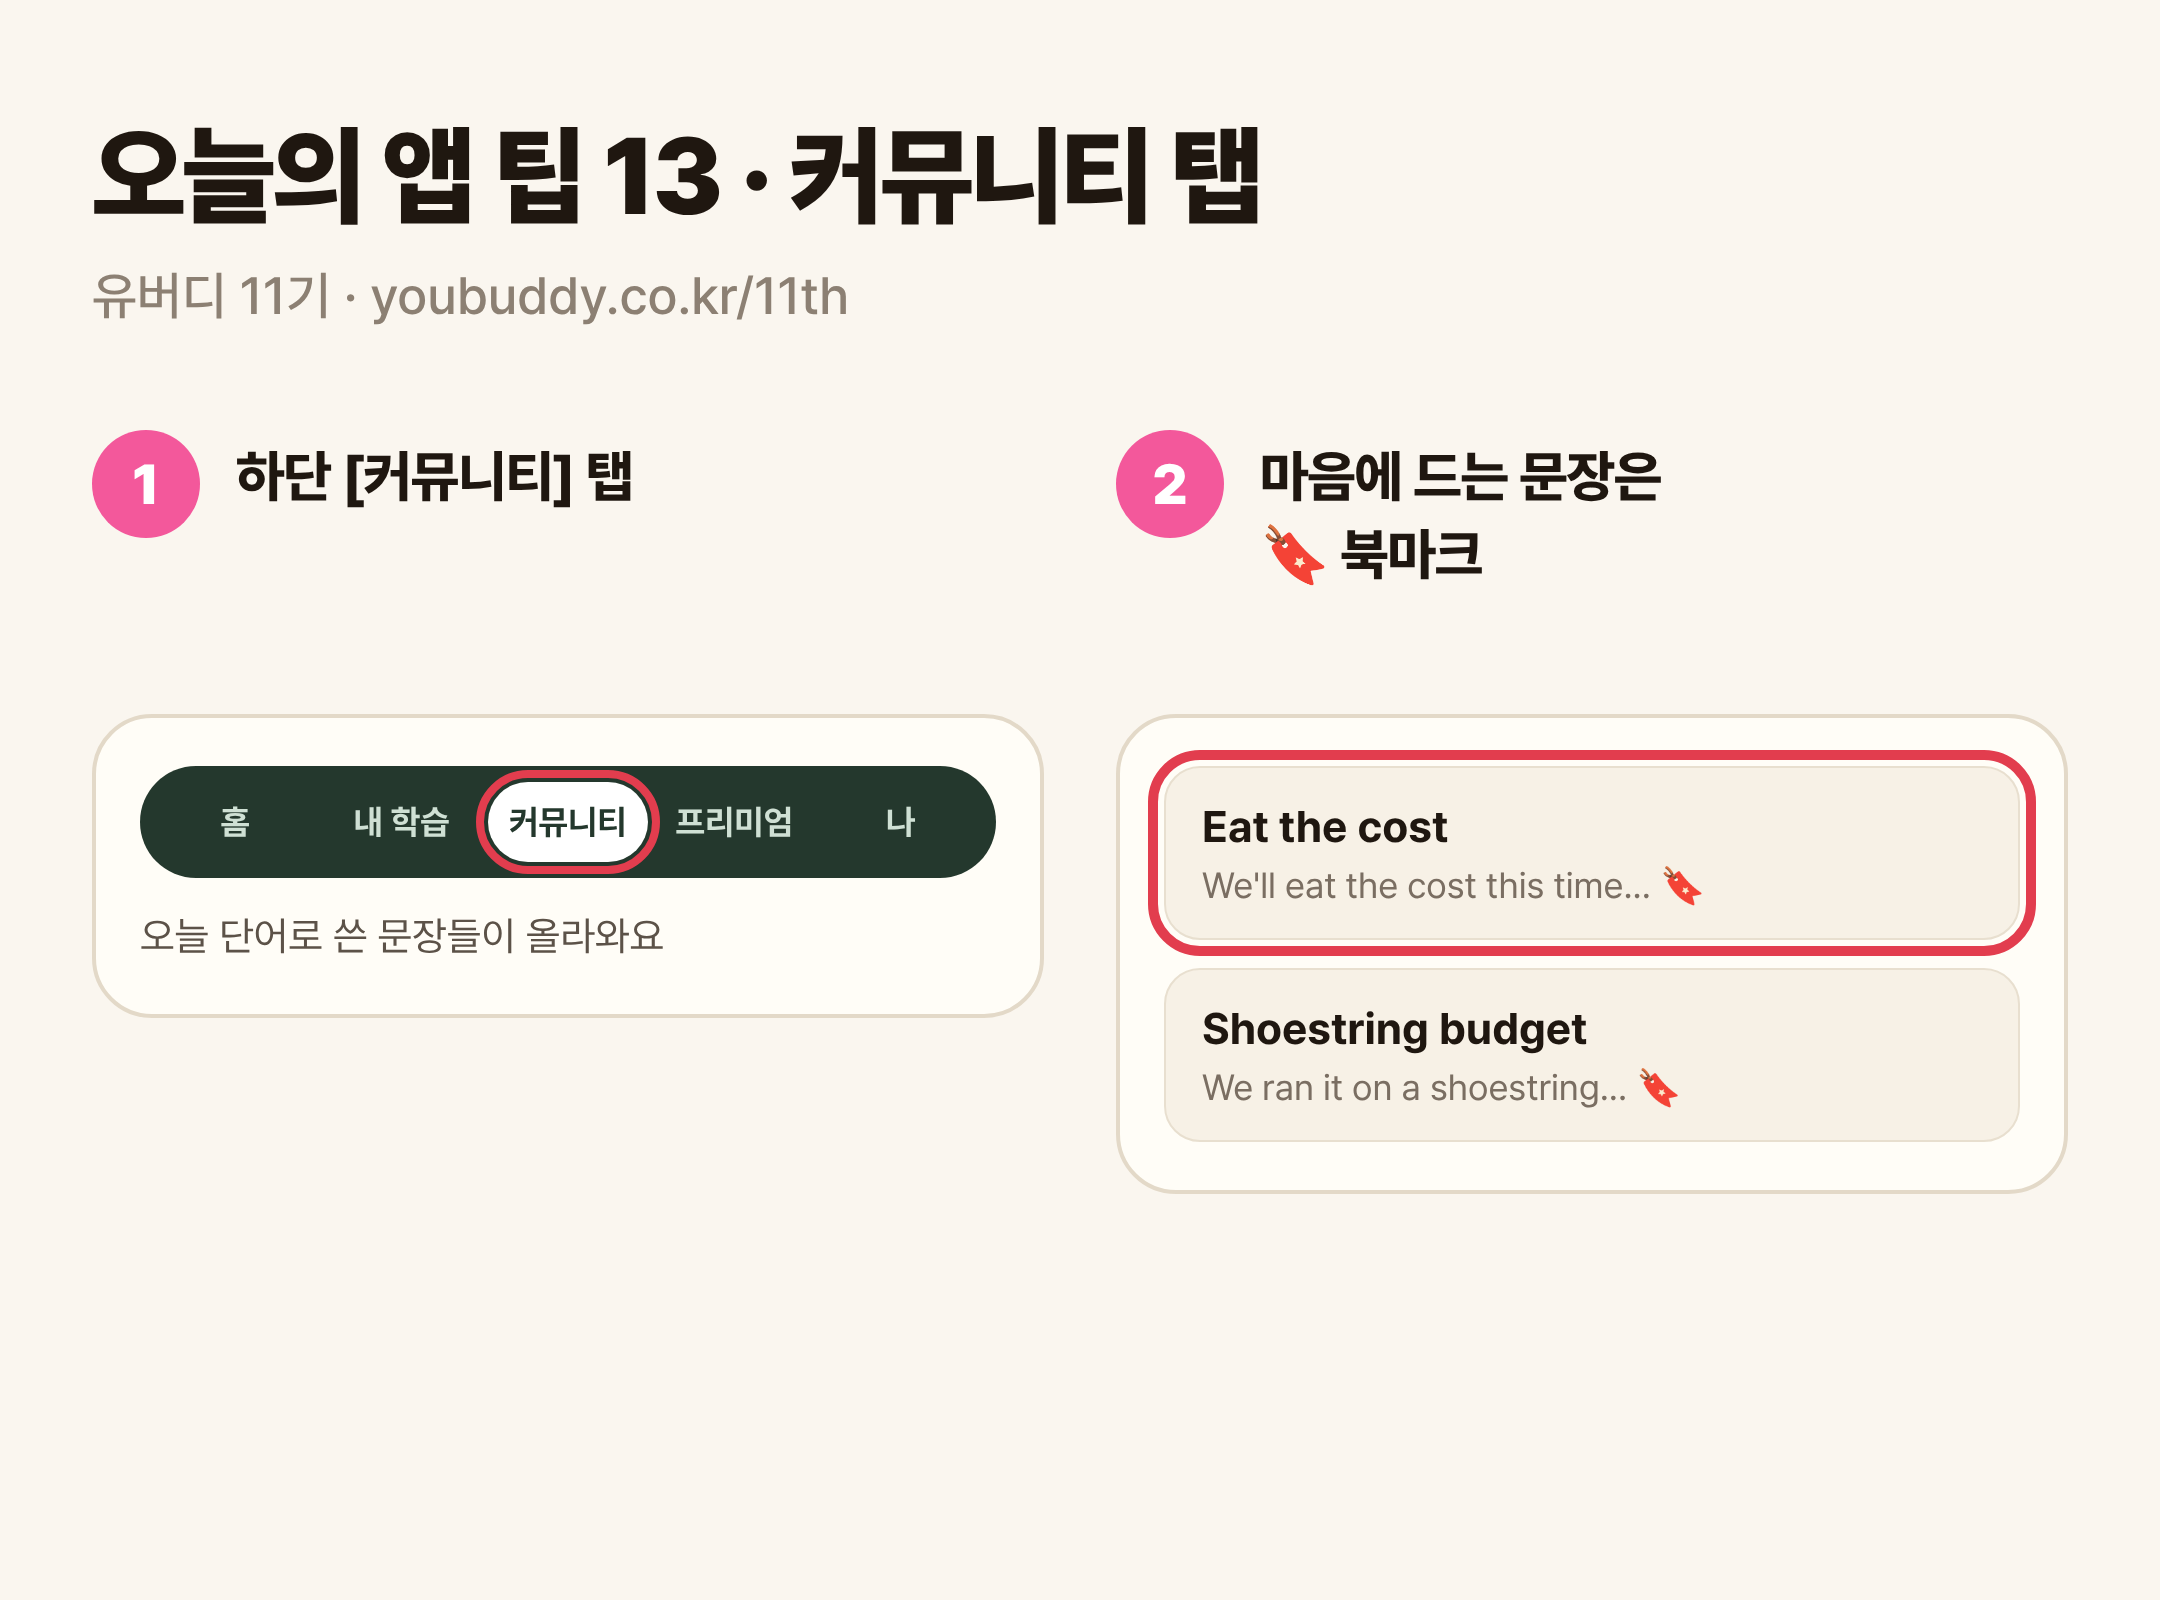 오늘의 앱 팁 13 · 커뮤니티 탭
유버디 11기 · youbuddy.co.kr/11th
1
하단 [커뮤니티] 탭
2
마음에 드는 문장은
🔖 북마크
홈 내 학습 커뮤니티 프리미엄 나
오늘 단어로 쓴 문장들이 올라와요
Eat the cost
We'll eat the cost this time... 🔖
Shoestring budget
We ran it on a shoestring... 🔖